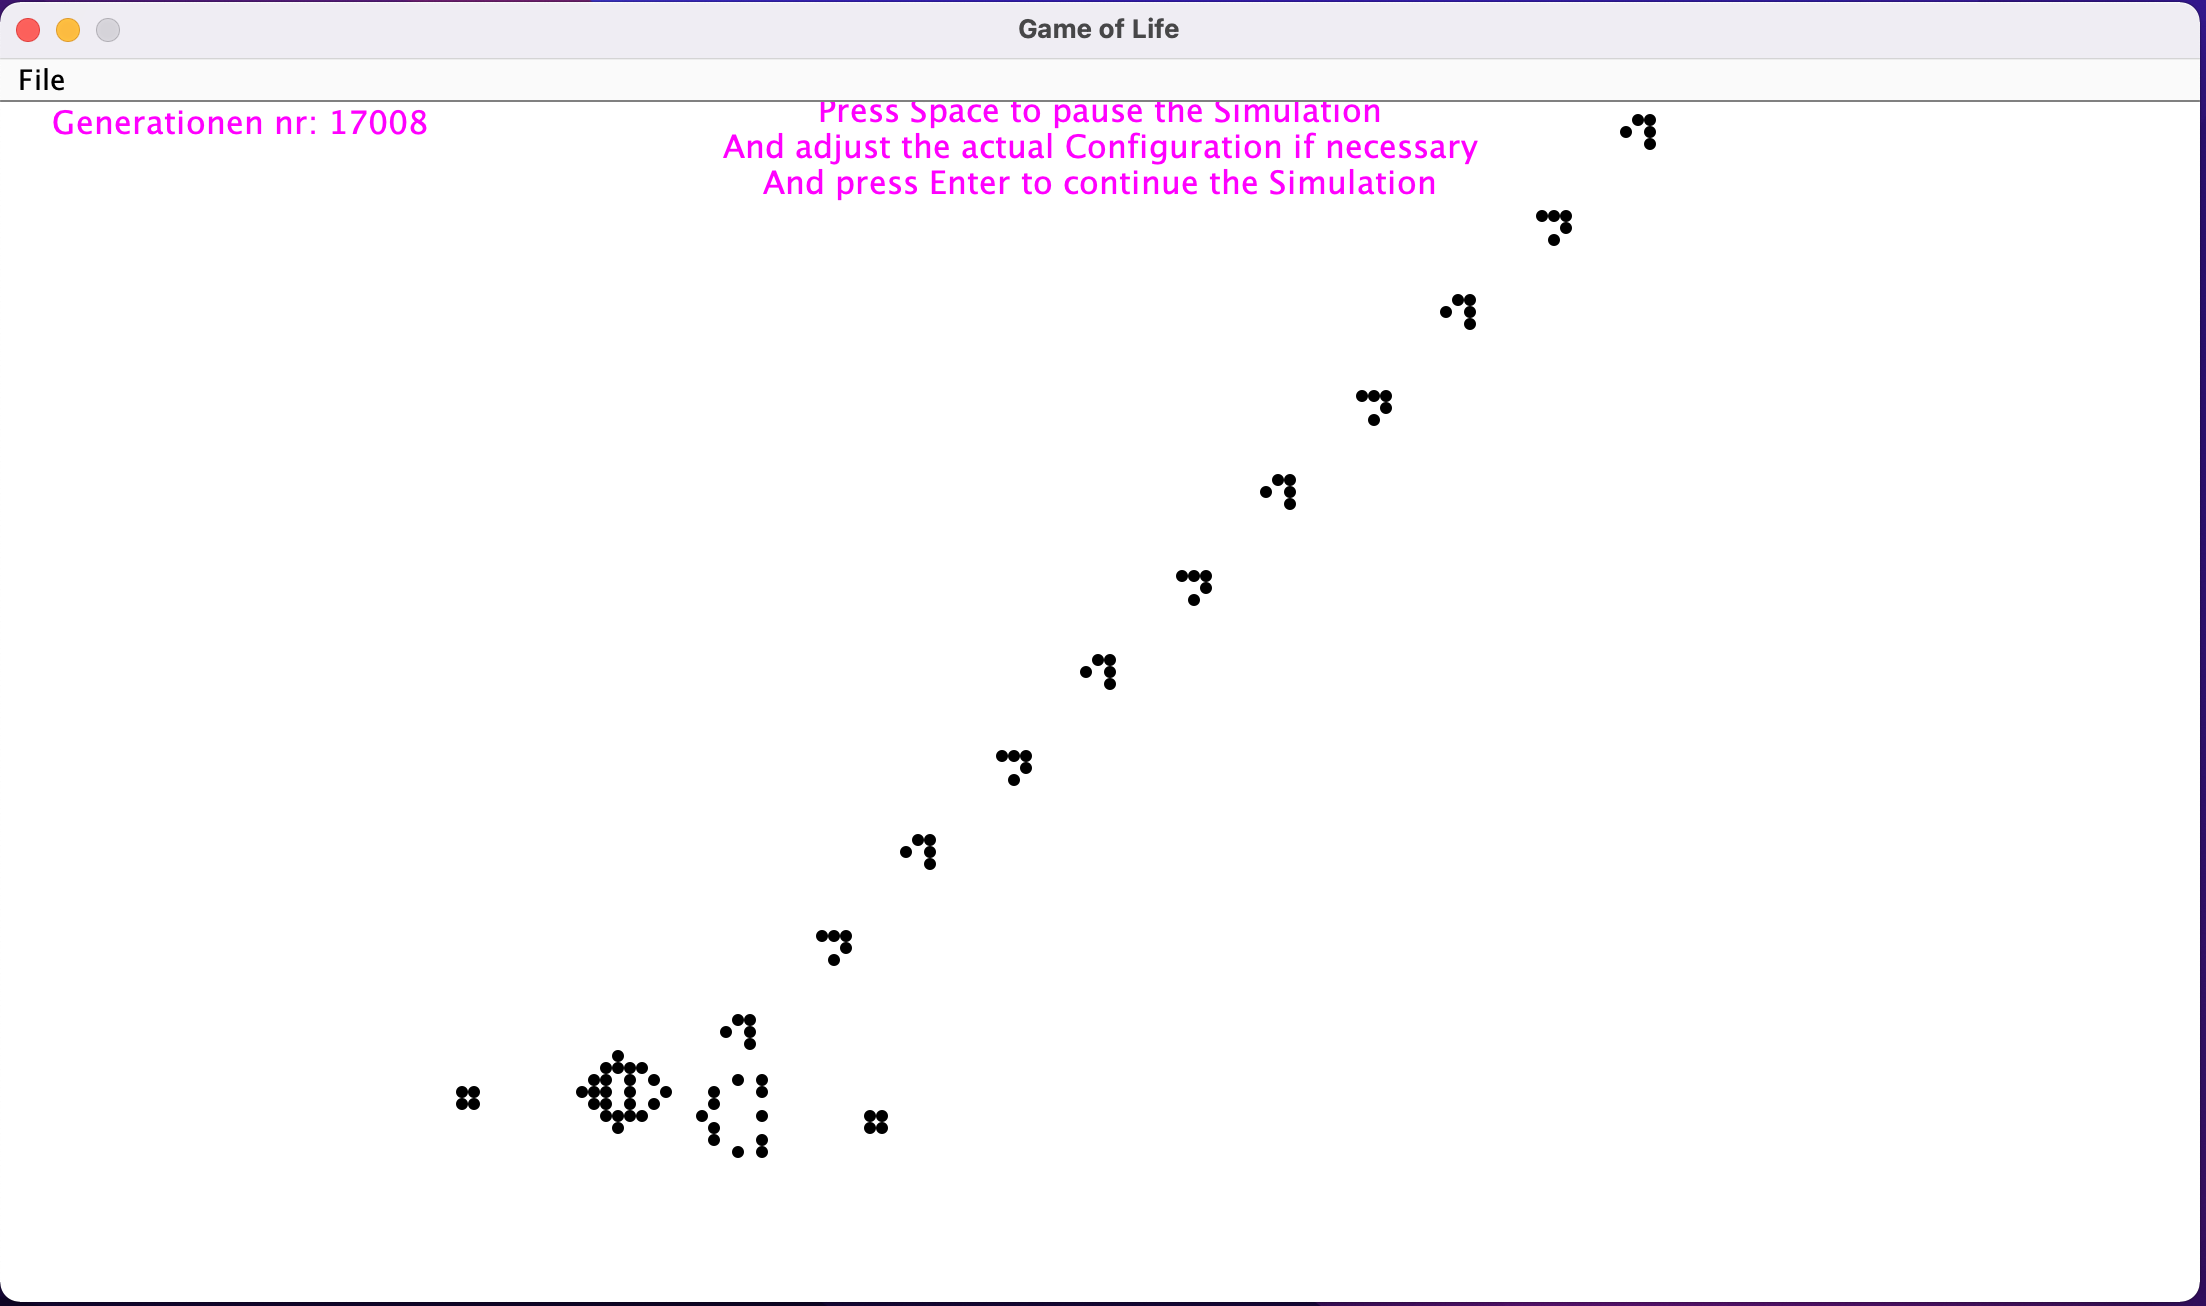 Game of Life
File
Generationen nr: 17008
Press Space to pause the Simulation
And adjust the actual Configuration if necessary
And press Enter to continue the Simulation